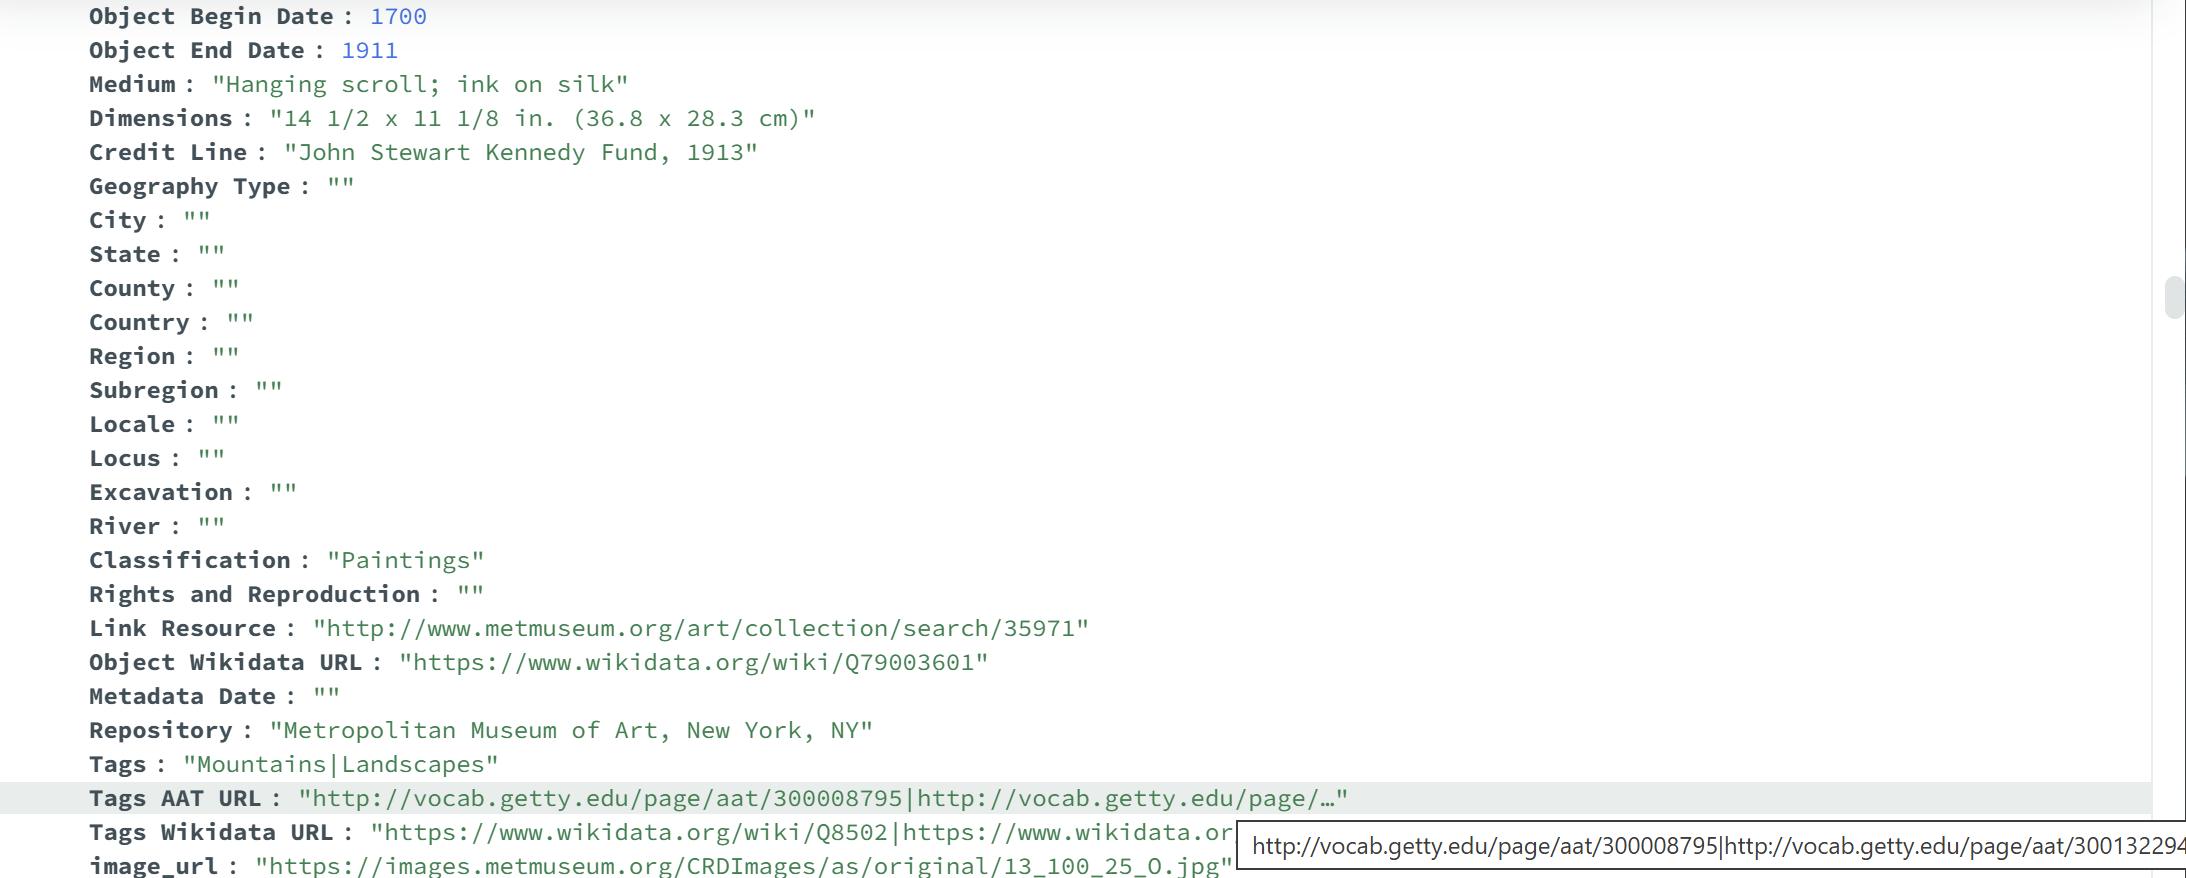 Object Begin Date : 1700
Object End Date : 1911
Medium : "Hanging scroll; ink on silk"
Dimensions : "14 1/2 x 11 1/8 in. (36.8 x 28.3 cm)"
Credit Line : "John Stewart Kennedy Fund, 1913"
Geography Type : ""
City : ""
State : ""
County : ""
Country : ""
Region : ""
Subregion : ""
Locale : ""
Locus : ""
Excavation : ""
River : ""
Classification : "Paintings"
Rights and Reproduction : ""
Link Resource : "http://www.metmuseum.org/art/collection/search/35971"
Object Wikidata URL : "https://www.wikidata.org/wiki/Q79003601"
Metadata Date : ""
Repository : "Metropolitan Museum of Art, New York, NY"
Tags : "Mountains|Landscapes"
Tags AAT URL : "http://vocab.getty.edu/page/aat/300008795|http://vocab.getty.edu/page/…"
Tags Wikidata URL : "https://www.wikidata.org/wiki/Q8502|https://www.wikidata.or
http://vocab.getty.edu/page/aat/300008795|http://vocab.getty.edu/page/aat/300132294
image_url : "https://images.metmuseum.org/CRDImages/as/original/13_100_25_O.jpg"